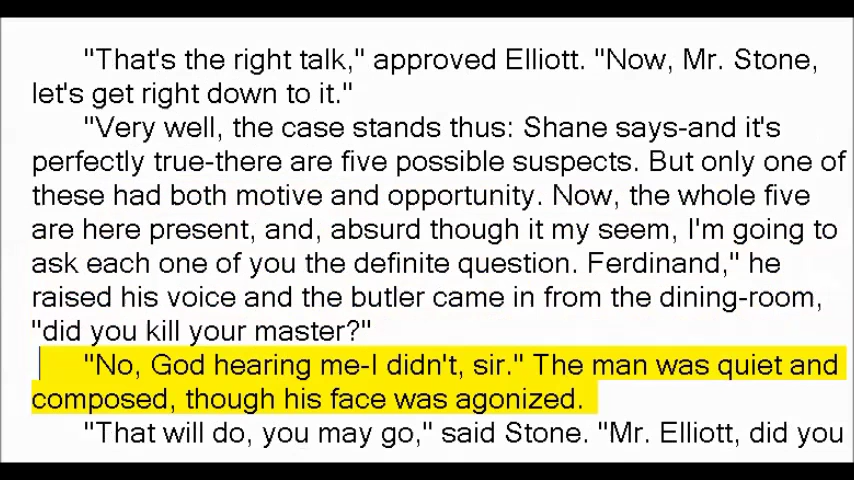 "That's the right talk," approved Elliott. "Now, Mr. Stone,
let's get right down to it."
"Very well, the case stands thus: Shane says-and it's
perfectly true-there are five possible suspects. But only one of
these had both motive and opportunity. Now, the whole five
are here present, and, absurd though it my seem, I'm going to
ask each one of you the definite question. Ferdinand," he
raised his voice and the butler came in from the dining-room,
"did you kill your master?"
"No, God hearing me-I didn't, sir." The man was quiet and
composed, though his face was agonized.
"That will do, you may go," said Stone. "Mr. Elliott, did you